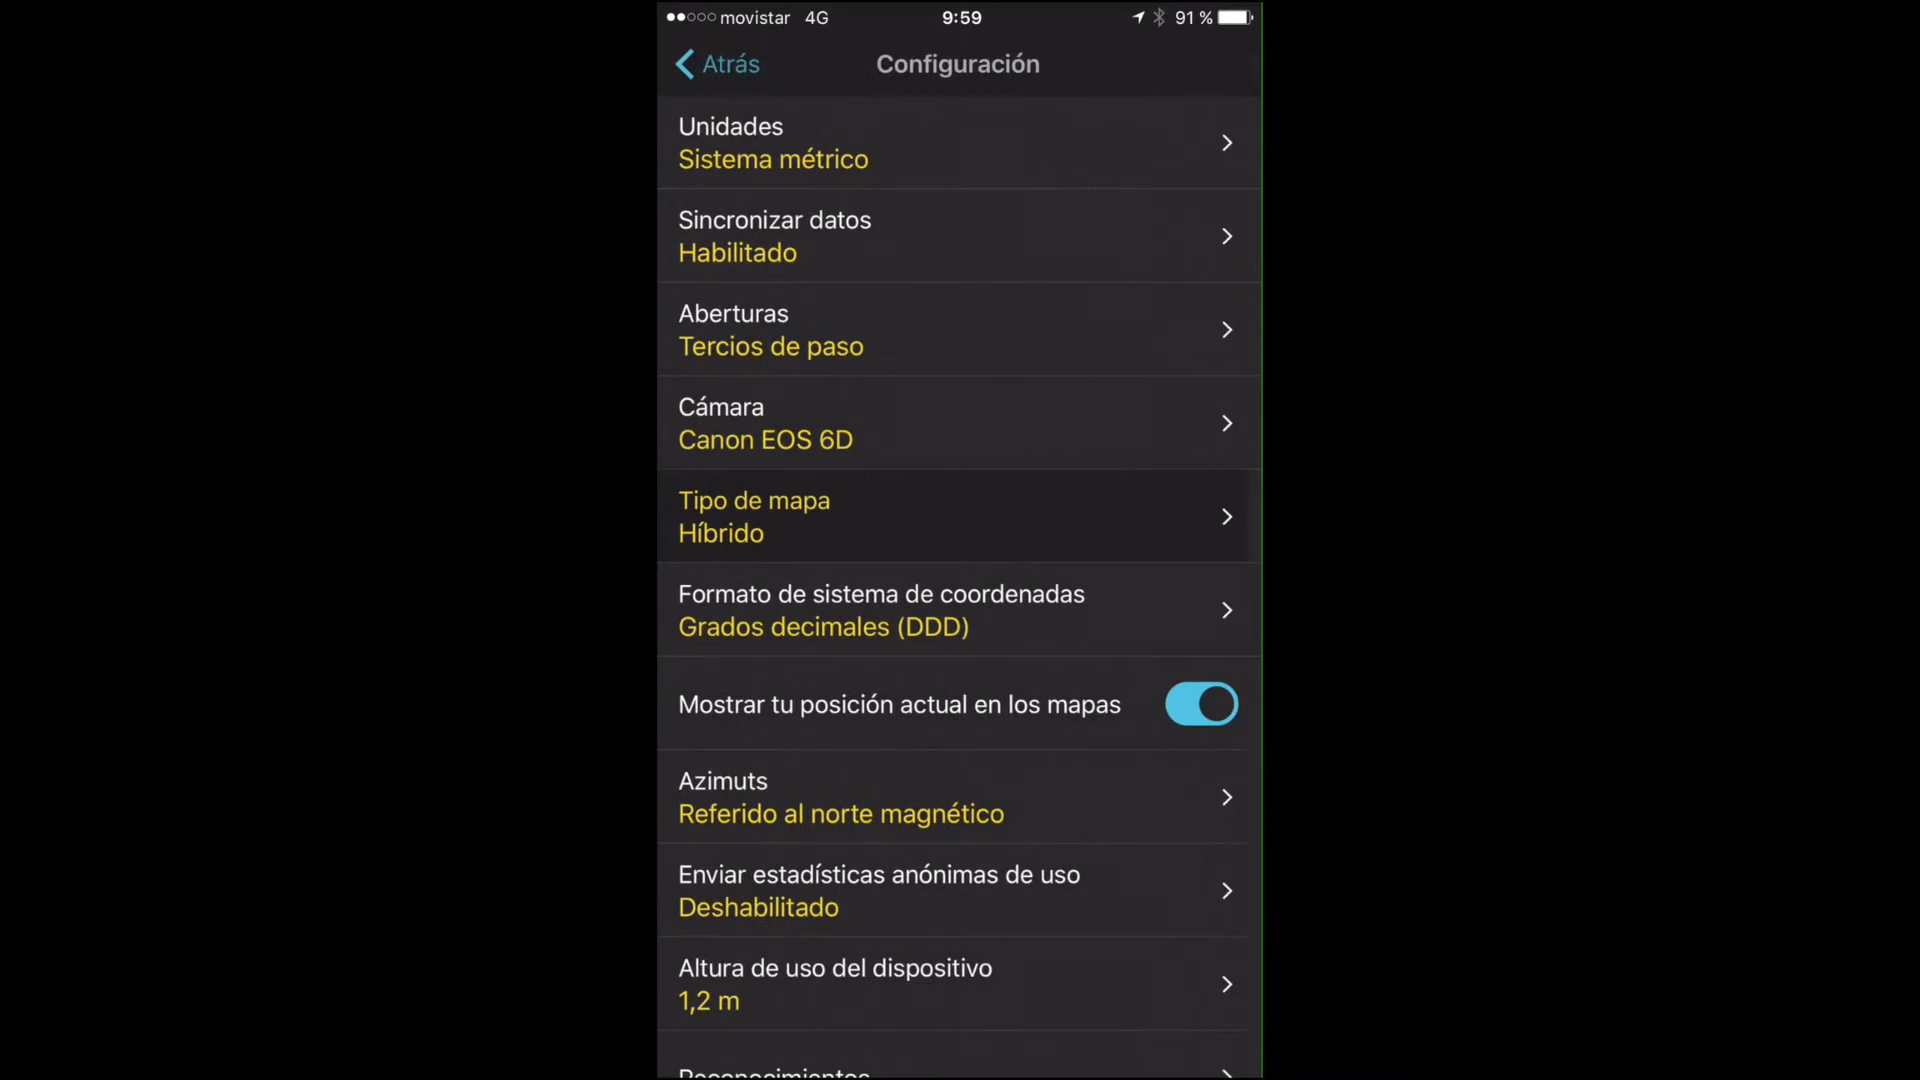 movistar 4G 9:59 91 %
Atrás Configuración
Unidades
Sistema métrico
Sincronizar datos
Habilitado
Aberturas
Tercios de paso
Cámara
Canon EOS 6D
Tipo de mapa
Híbrido
Formato de sistema de coordenadas
Grados decimales (DDD)
Mostrar tu posición actual en los mapas
Azimuts
Referido al norte magnético
Enviar estadísticas anónimas de uso
Deshabilitado
Altura de uso del dispositivo
1,2 m
Reconocimientos